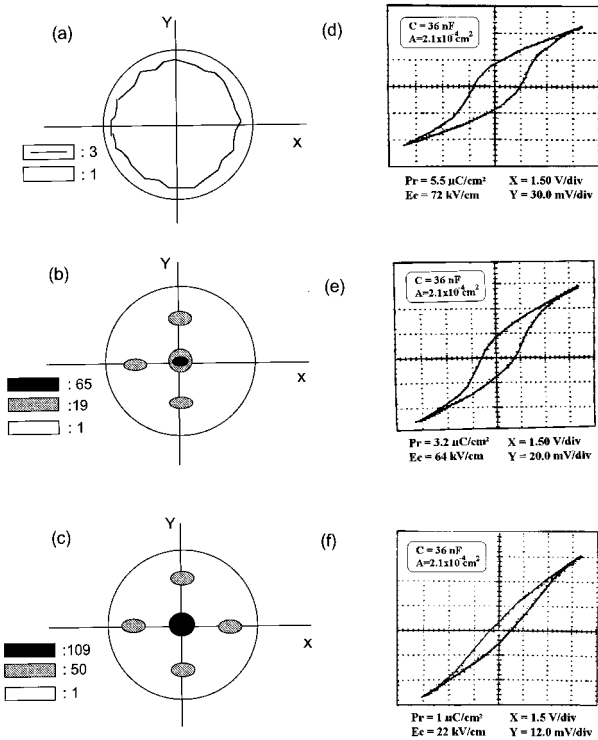 (a)
Y
X
: 3
: 1
(d)
C = 36 nF
A=2.1x10⁻⁴cm²
Pr = 5.5 µC/cm² X = 1.50 V/div
Ec = 72 kV/cm Y = 30.0 mV/div
(b)
Y
X
: 65
:19
: 1
(e)
C = 36 nF
A=2.1x10⁻⁴cm²
Pr = 3.2 µC/cm² X = 1.50 V/div
Ec = 64 kV/cm Y = 20.0 mV/div
(c)
Y
X
:109
: 50
: 1
(f)
C = 36 nF
A=2.1x10⁻⁴cm²
Pr = 1 µC/cm² X = 1.5 V/div
Ec = 22 kV/cm Y = 12.0 mV/div